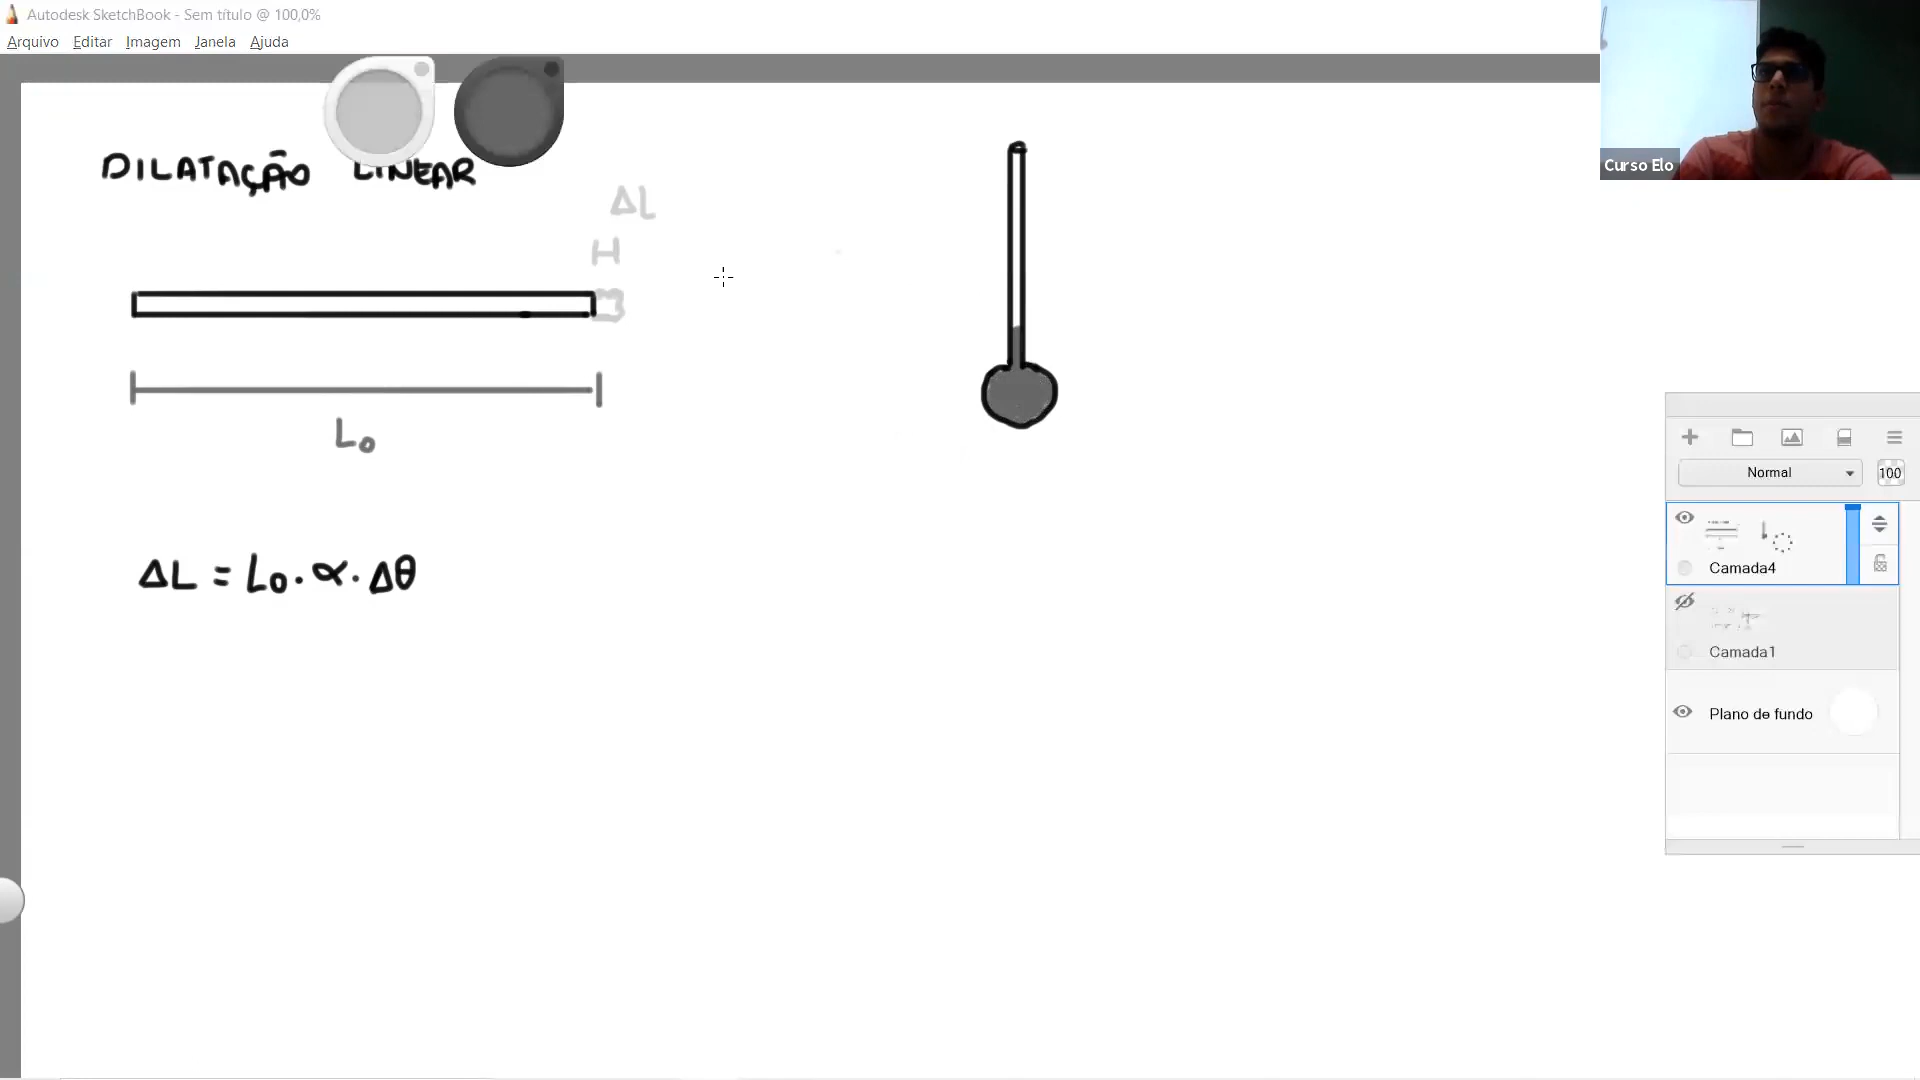 Autodesk SketchBook - Sem título @ 100,0%
Arquivo Editar Imagem Janela Ajuda
Curso Elo
DILATAÇÃO LINEAR
ΔL
L₀
ΔL = L₀ · α · Δθ
Normal 100
Camada4
Camada1
Plano de fundo